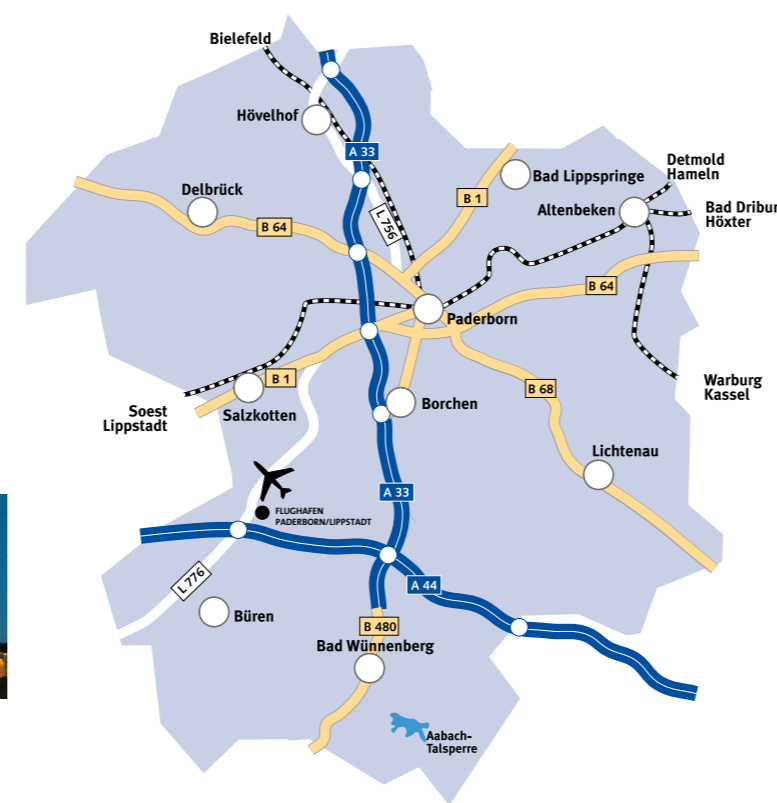 Bielefeld
Hövelhof
A 33
Detmold
Hameln
Bad Lippspringe
Delbrück
B 1
Altenbeken
Bad Dribur
Höxter
B 64
L 756
B 64
Paderborn
B 1
B 68
Warburg
Kassel
Soest
Lippstadt
Salzkotten
Borchen
Lichtenau
A 33
FLUGHAFEN
PADERBORN/LIPPSTADT
L 776
A 44
Büren
B 480
Bad Wünnenberg
Aabach-
Talsperre